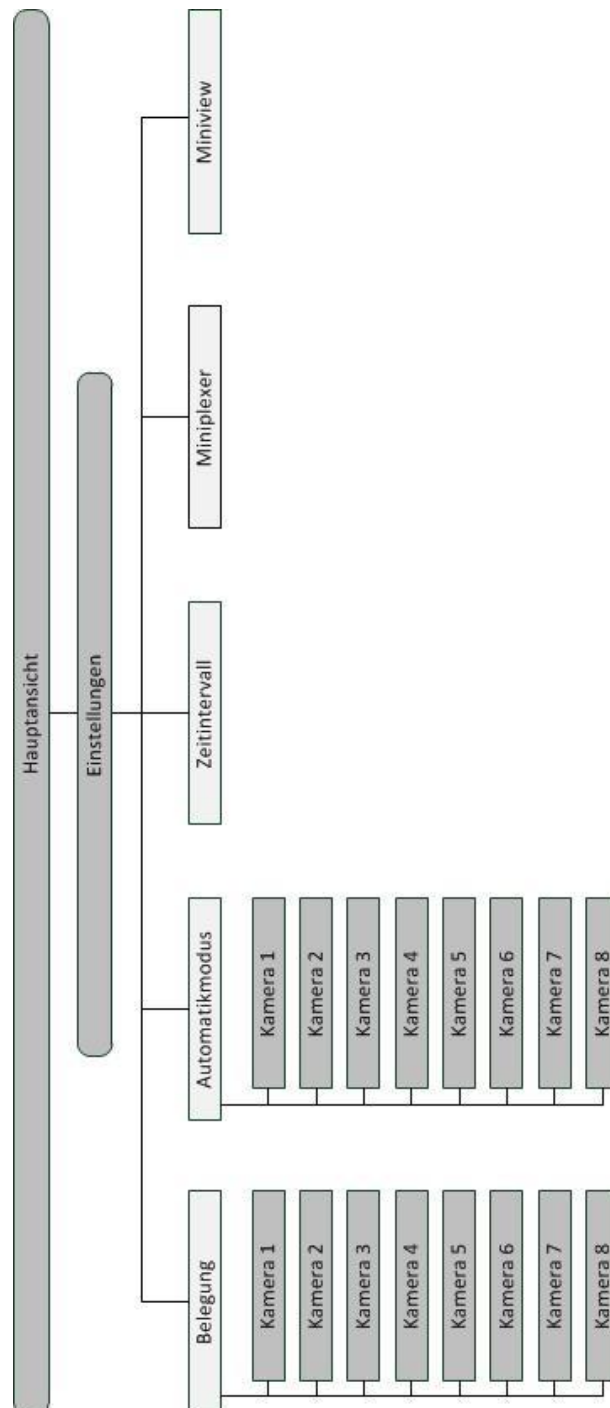 Hauptansicht
Einstellungen
Belegung
Automatikmodus
Zeitintervall
Miniplexer
Miniview
Kamera 1
Kamera 2
Kamera 3
Kamera 4
Kamera 5
Kamera 6
Kamera 7
Kamera 8
Kamera 1
Kamera 2
Kamera 3
Kamera 4
Kamera 5
Kamera 6
Kamera 7
Kamera 8